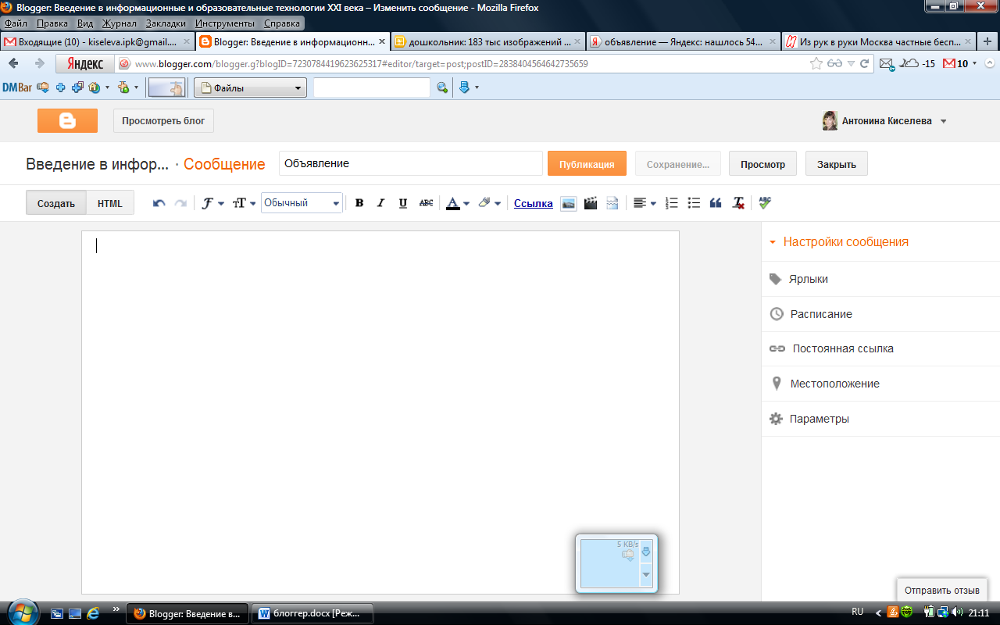 Blogger: Введение в информационные и образовательные технологии XXI века – Изменить сообщение - Mozilla Firefox
Файл Правка Вид Журнал Закладки Инструменты Справка
Входящие (10) - kiseleva.ipk@gmail.... Blogger: Введение в информационн... дошкольник: 183 тыс изображений ... объявление — Яндекс: нашлось 54... Из рук в руки Москва частные бесп...
Яндекс www.blogger.com/blogger.g?blogID=7230784419623625317#editor/target=post;postID=2838404564642735659 -15 10
DMBar Файлы
Просмотреть блог Антонина Киселева
Введение в инфор... · Сообщение Объявление Публикация Сохранение... Просмотр Закрыть
Создать HTML F тT Обычный B I U ABC A Ссылка ABC
Настройки сообщения
Ярлыки
Расписание
Постоянная ссылка
Местоположение
Параметры
5 KB/s
Отправить отзыв
Blogger: Введение в... блоггер.docx [Реж... RU 21:11